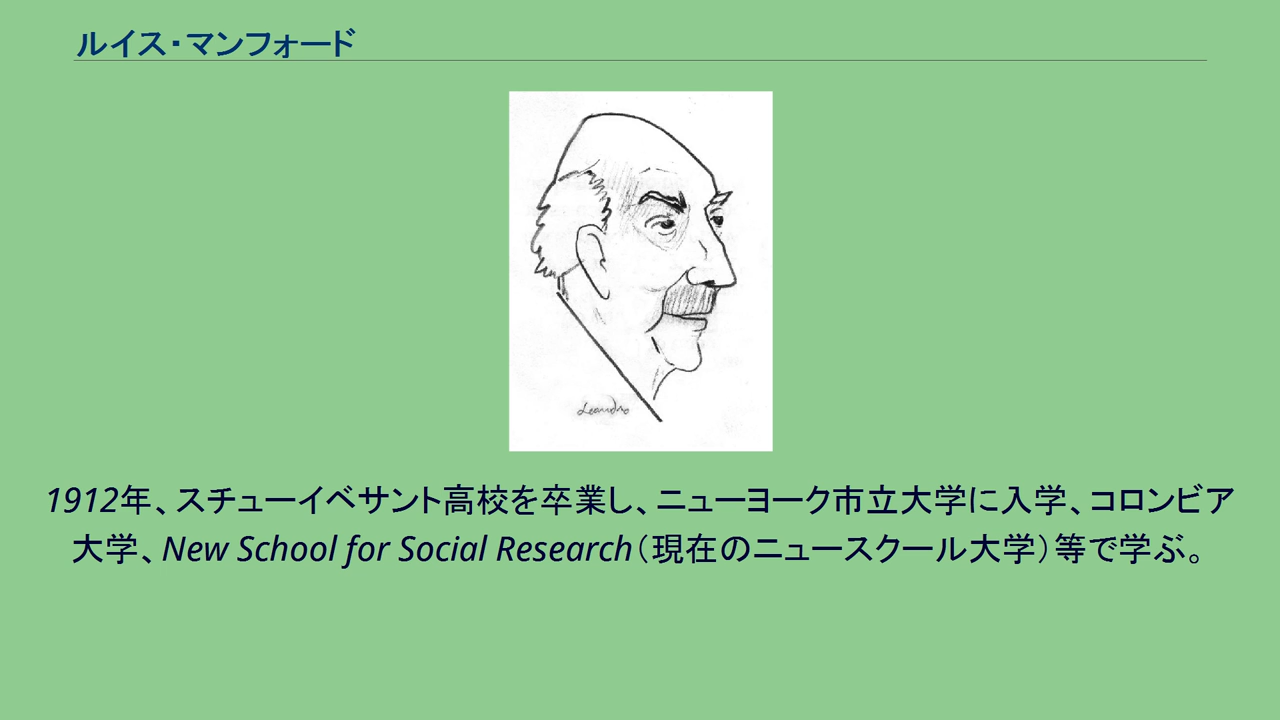 ルイス・マンフォード
Leandro
1912年、スチューイベサント高校を卒業し、ニューヨーク市立大学に入学、コロンビア
大学、New School for Social Research（現在のニュースクール大学）等で学ぶ。